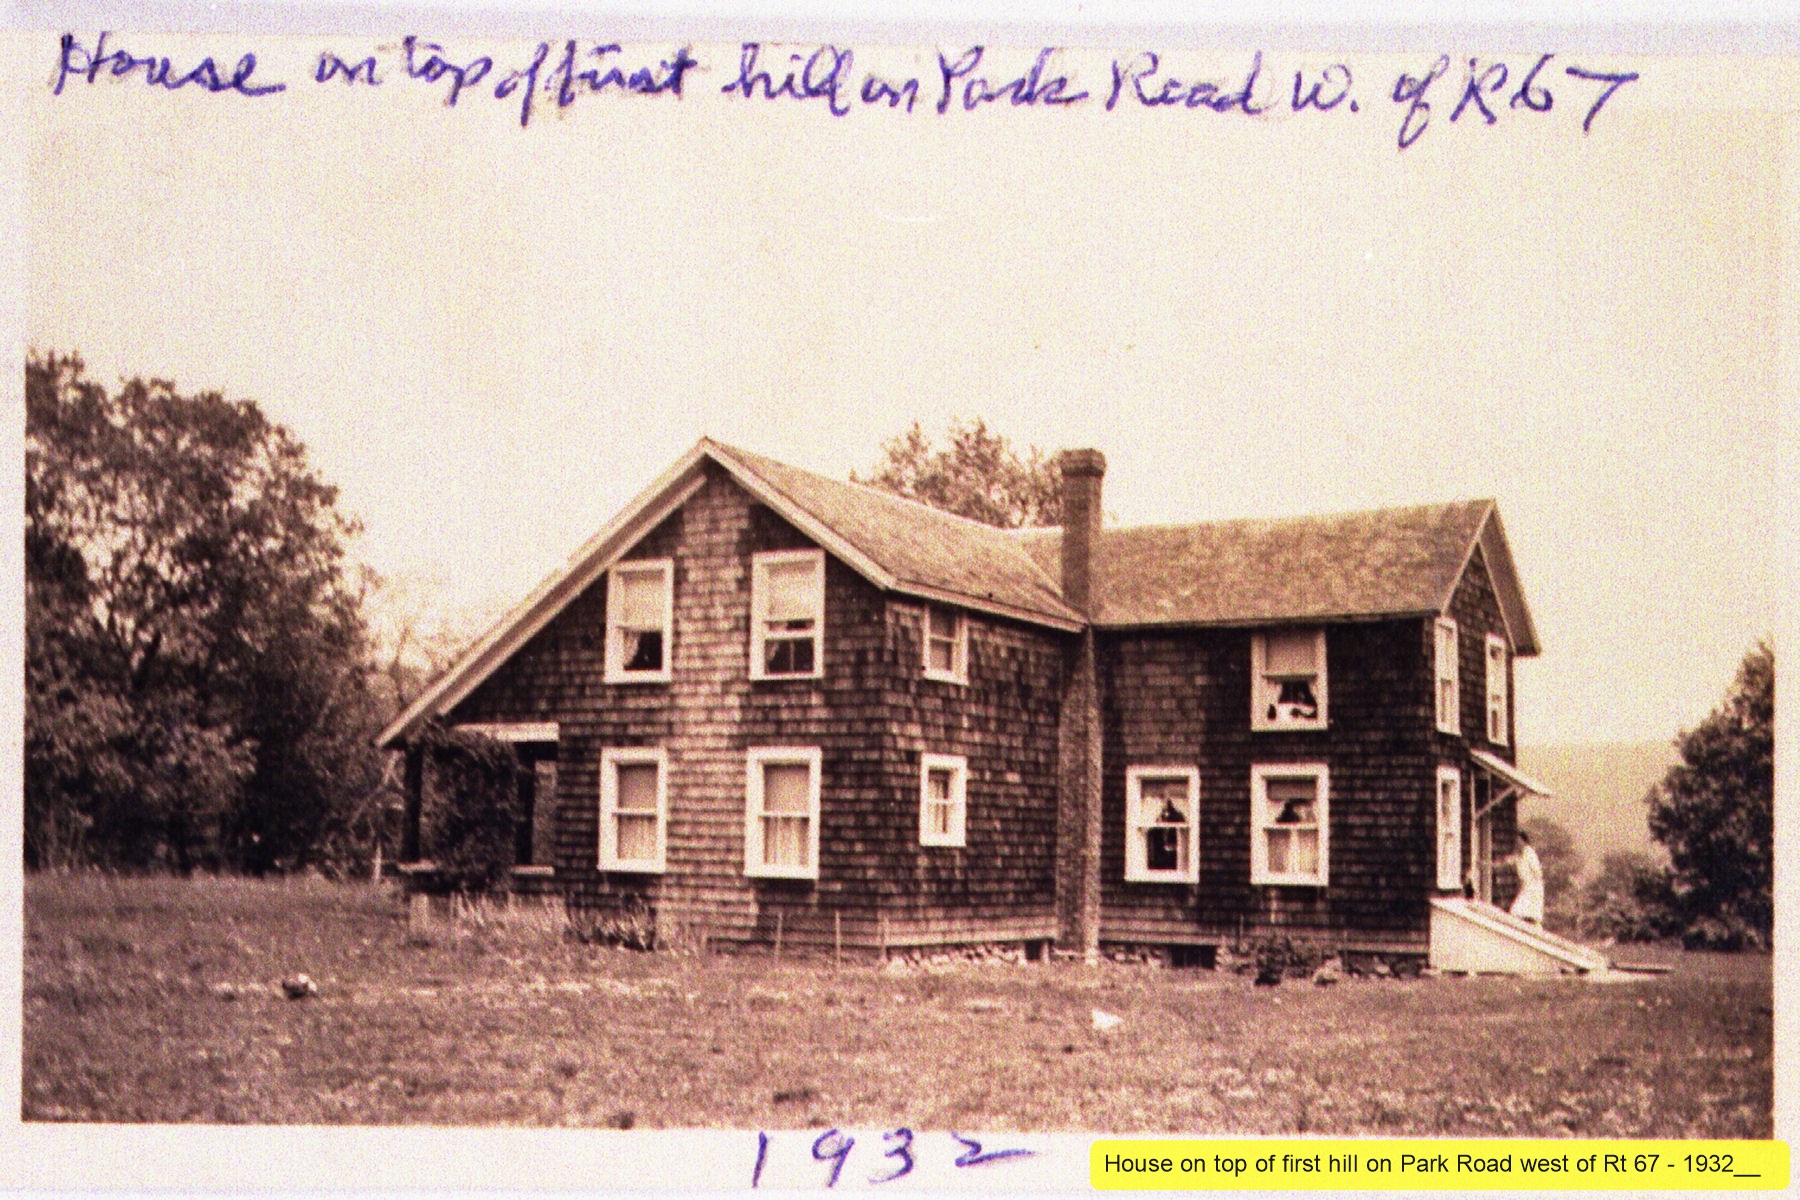 House on top of first hill on Park Road W. of R 67
1932
House on top of first hill on Park Road west of Rt 67 - 1932__